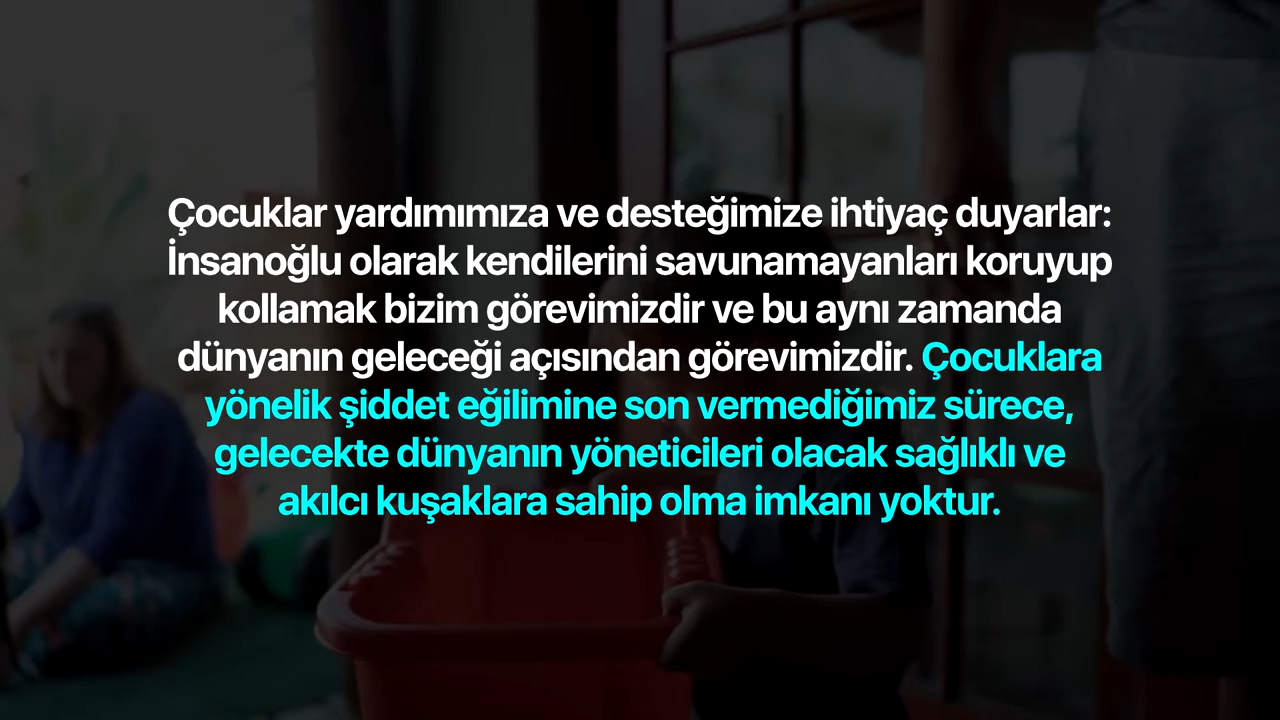 Çocuklar yardımımıza ve desteğimize ihtiyaç duyarlar:
İnsanoğlu olarak kendilerini savunamayanları koruyup
kollamak bizim görevimizdir ve bu aynı zamanda
dünyanın geleceği açısından görevimizdir. Çocuklara
yönelik şiddet eğilimine son vermediğimiz sürece,
gelecekte dünyanın yöneticileri olacak sağlıklı ve
akılcı kuşaklara sahip olma imkanı yoktur.